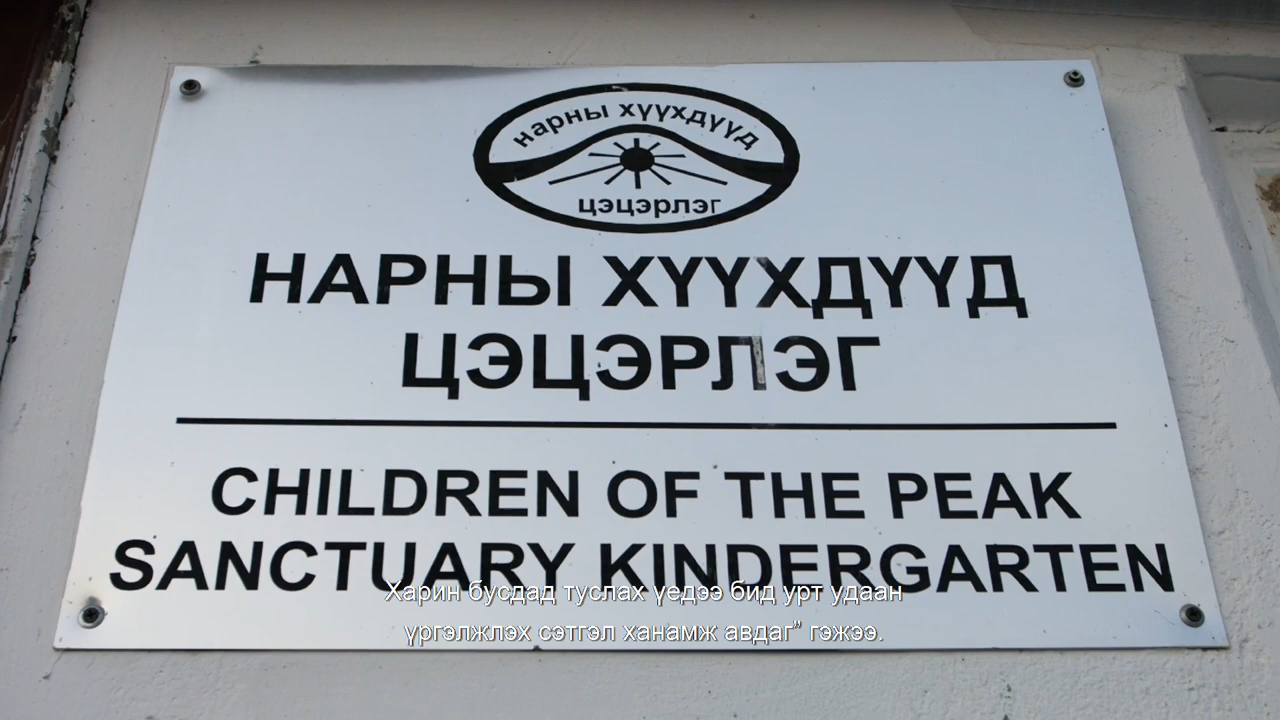 нарны хүүхдүүд
цэцэрлэг
НАРНЫ ХҮҮХДҮҮД
ЦЭЦЭРЛЭГ
CHILDREN OF THE PEAK
SANCTUARY KINDERGARTEN
Харин бусдад туслах үедээ бид урт удаан
үргэлжлэх сэтгэл ханамж авдаг” гэжээ.